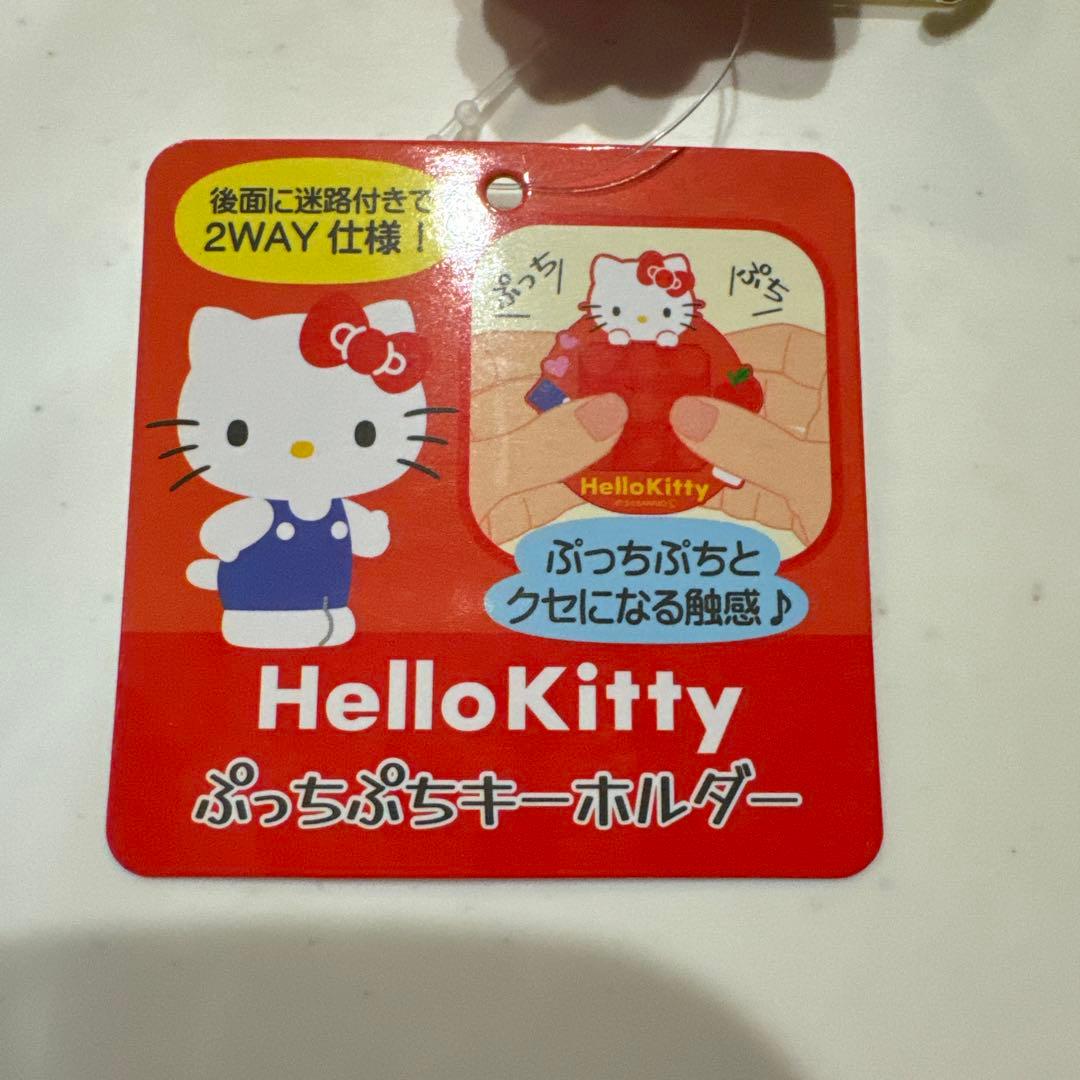 後面に迷路付きで
2WAY 仕様！
ぷっち
ぷち
HelloKitty
ぷっちぷちと
クセになる触感♪
HelloKitty
ぷっちぷちキーホルダー